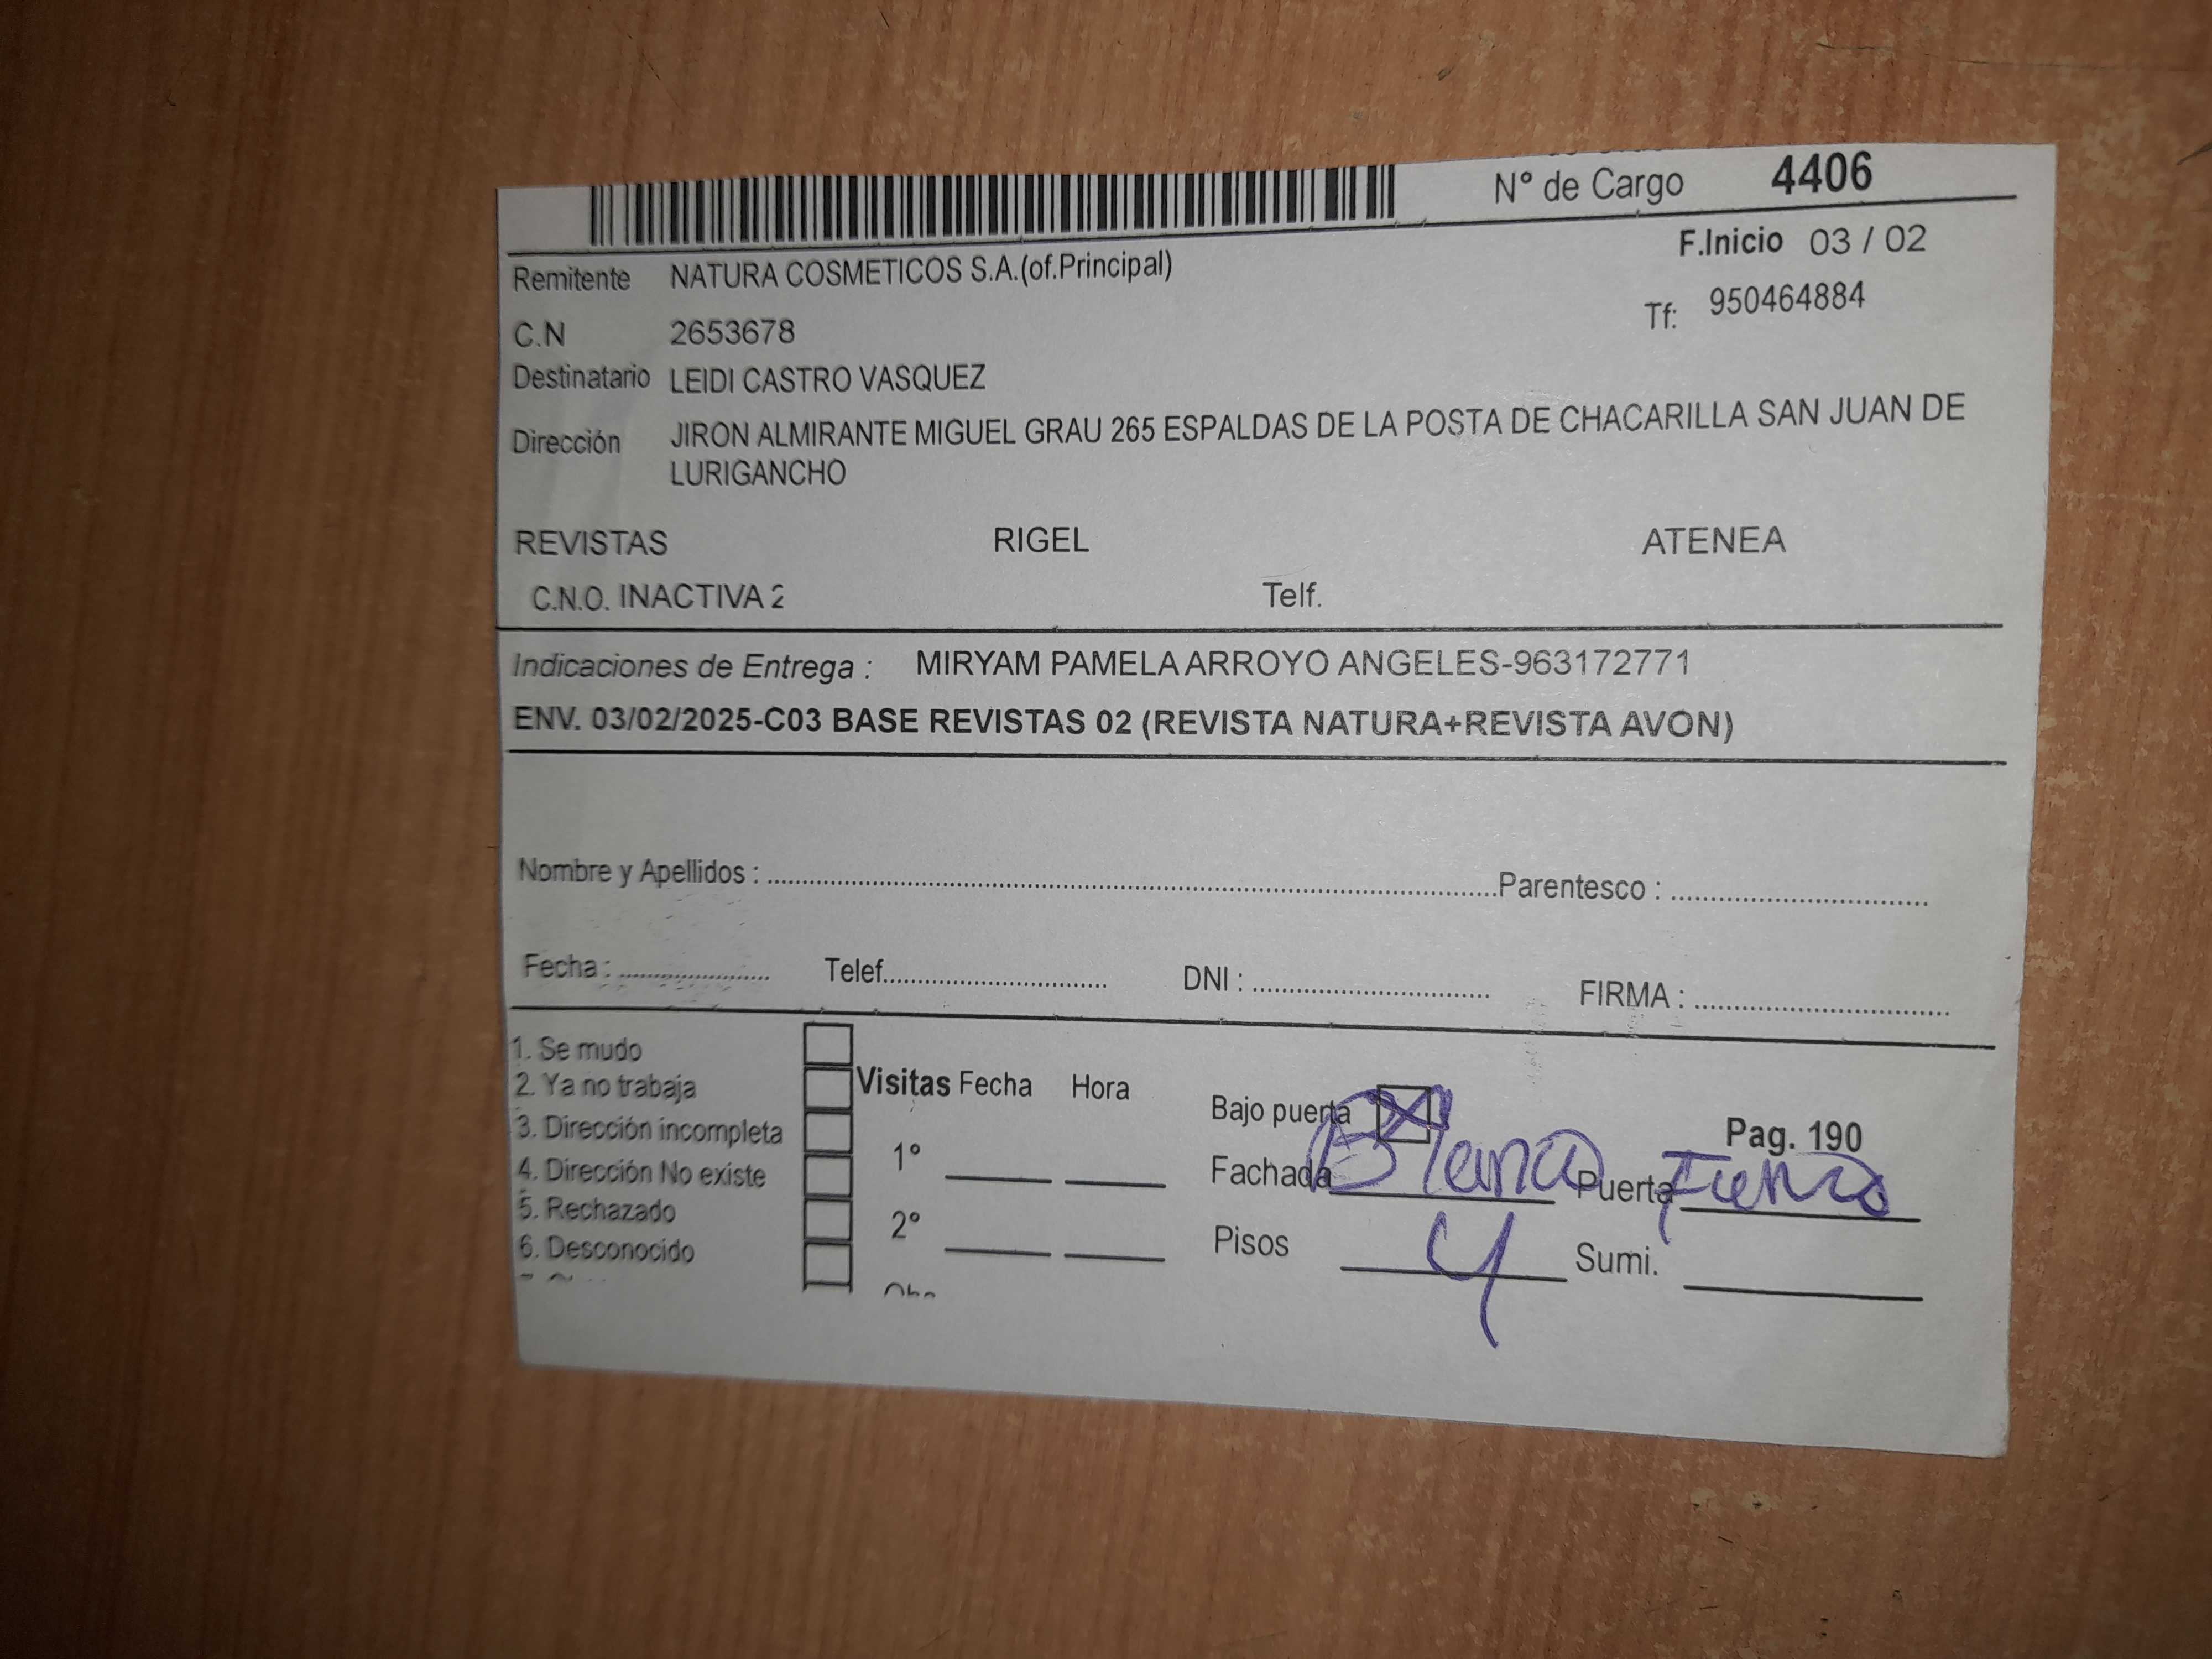 N° de Cargo 4406
F.Inicio 03 / 02
Remitente NATURA COSMETICOS S.A.(of.Principal)
Tf: 950464884
C.N 2653678
Destinatario LEIDI CASTRO VASQUEZ
Dirección JIRON ALMIRANTE MIGUEL GRAU 265 ESPALDAS DE LA POSTA DE CHACARILLA SAN JUAN DE
LURIGANCHO
REVISTAS RIGEL ATENEA
C.N.O. INACTIVA 2 Telf.
Indicaciones de Entrega : MIRYAM PAMELA ARROYO ANGELES-963172771
ENV. 03/02/2025-C03 BASE REVISTAS 02 (REVISTA NATURA+REVISTA AVON)
Nombre y Apellidos : Parentesco :
Fecha : Telef. DNI : FIRMA :
1. Se mudo
2. Ya no trabaja Visitas Fecha Hora
Bajo puerta X Pag. 190
3. Dirección incompleta
4. Dirección No existe 1° Fachada Blanca Puerta
5. Rechazado
6. Desconocido 2° Pisos 4 Sumi.